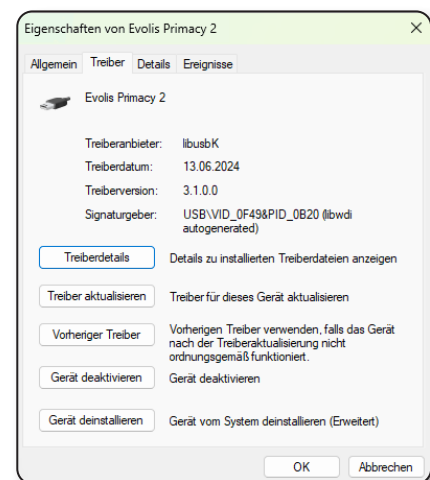 Eigenschaften von Evolis Primacy 2
Allgemein Treiber Details Ereignisse
Evolis Primacy 2
Treiberanbieter: libusbK
Treiberdatum: 13.06.2024
Treiberversion: 3.1.0.0
Signaturgeber: USB\VID_0F49&PID_0B20 (libwdi
autogenerated)
Treiberdetails Details zu installierten Treiberdateien anzeigen
Treiber aktualisieren Treiber für dieses Gerät aktualisieren
Vorheriger Treiber Vorherigen Treiber verwenden, falls das Gerät
nach der Treiberaktualisierung nicht
ordnungsgemäß funktioniert.
Gerät deaktivieren Gerät deaktivieren
Gerät deinstallieren Gerät vom System deinstallieren (Erweitert)
OK Abbrechen